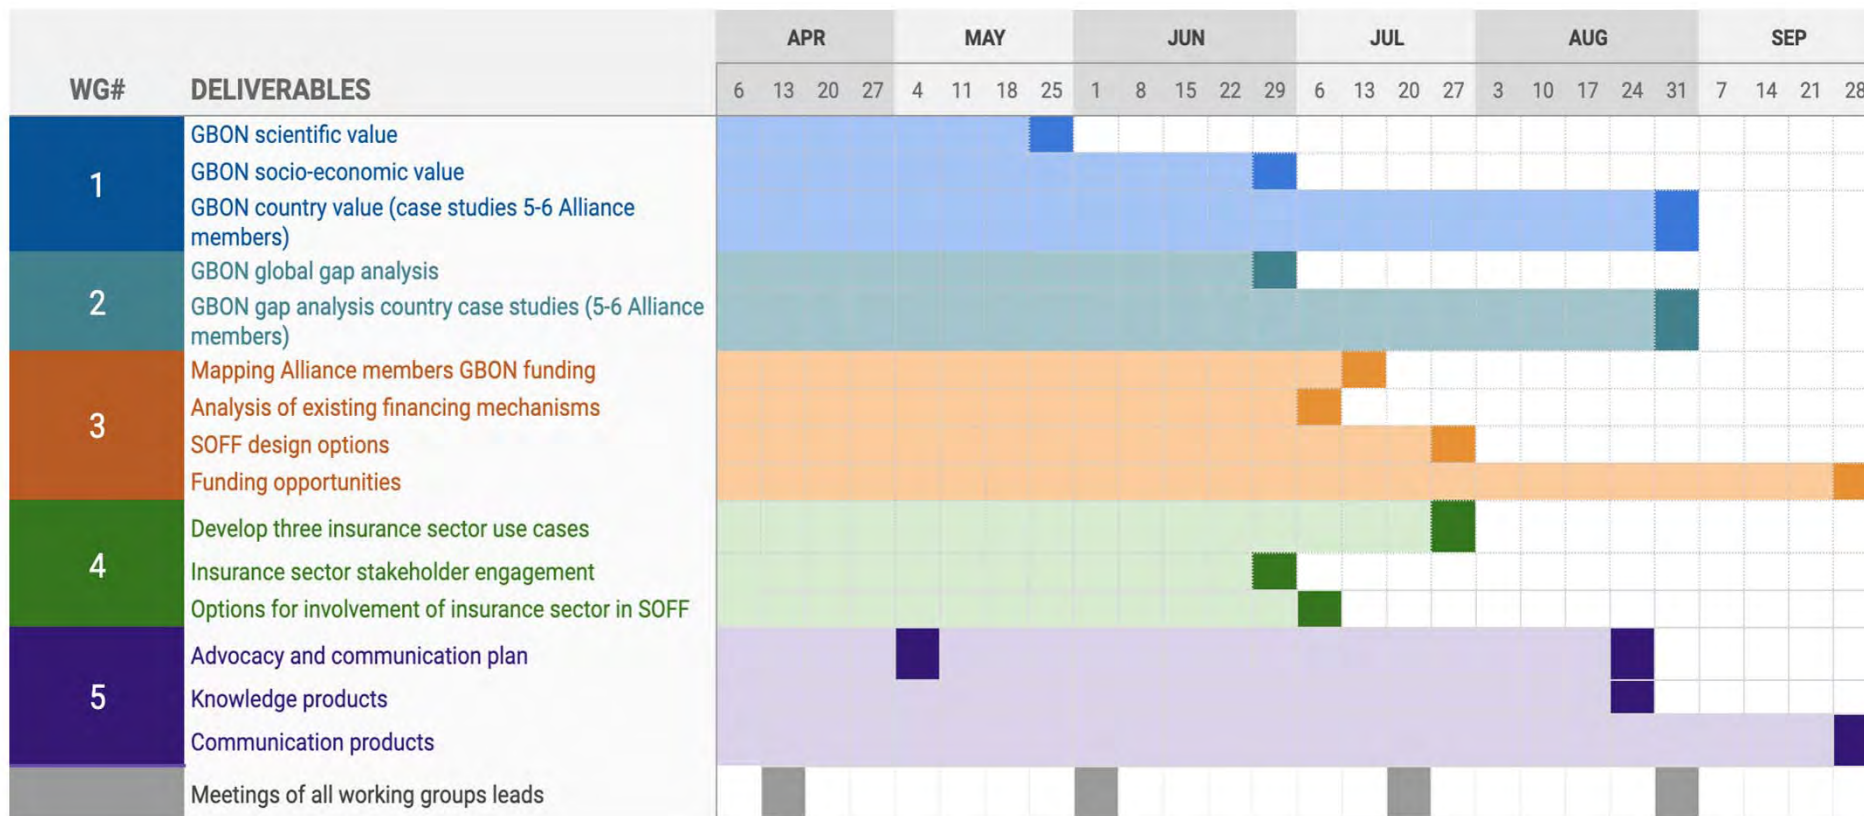 APR MAY JUN JUL AUG SEP
WG# DELIVERABLES 6 13 20 27 4 11 18 25 1 8 15 22 29 6 13 20 27 3 10 17 24 31 7 14 21 28
1
GBON scientific value
GBON socio-economic value
GBON country value (case studies 5-6 Alliance
members)
2
GBON global gap analysis
GBON gap analysis country case studies (5-6 Alliance
members)
3
Mapping Alliance members GBON funding
Analysis of existing financing mechanisms
SOFF design options
Funding opportunities
4
Develop three insurance sector use cases
Insurance sector stakeholder engagement
Options for involvement of insurance sector in SOFF
5
Advocacy and communication plan
Knowledge products
Communication products
Meetings of all working groups leads